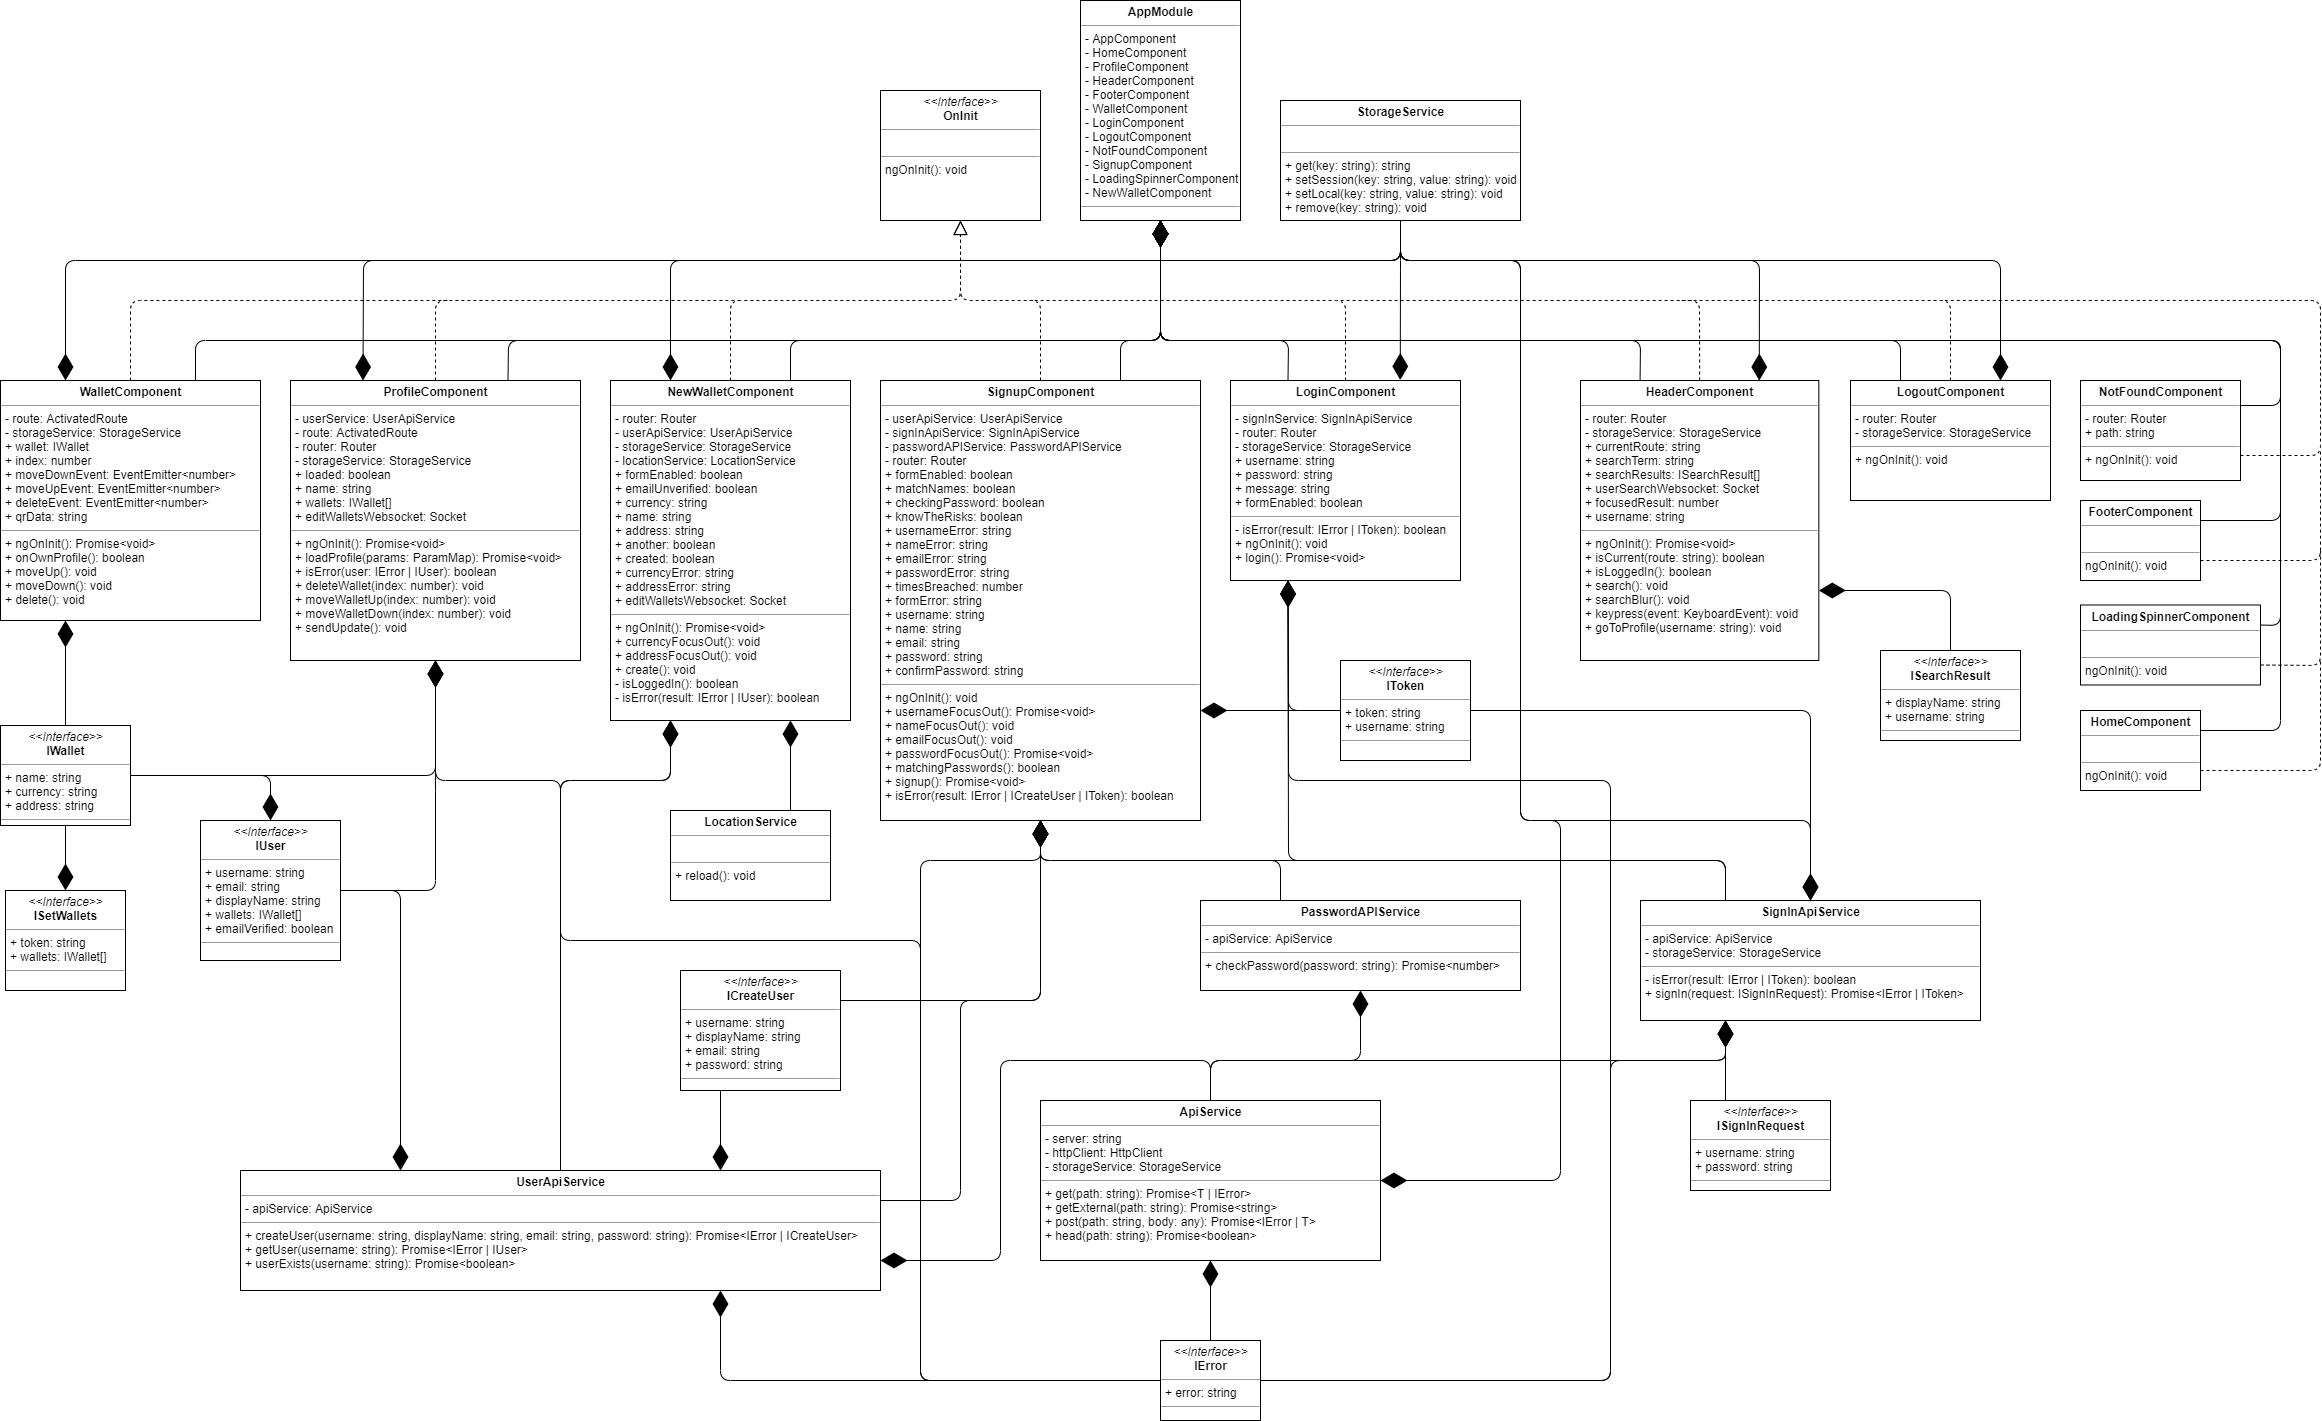 AppModule
- AppComponent
- HomeComponent
- ProfileComponent
- HeaderComponent
- FooterComponent
- WalletComponent
- LoginComponent
- LogoutComponent
- NotFoundComponent
- SignupComponent
- LoadingSpinnerComponent
- NewWalletComponent
<<Interface>>
OnInit
ngOnInit(): void
StorageService
+ get(key: string): string
+ setSession(key: string, value: string): void
+ setLocal(key: string, value: string): void
+ remove(key: string): void
WalletComponent
- route: ActivatedRoute
- storageService: StorageService
+ wallet: IWallet
+ index: number
+ moveDownEvent: EventEmitter<number>
+ moveUpEvent: EventEmitter<number>
+ deleteEvent: EventEmitter<number>
+ qrData: string
+ ngOnInit(): Promise<void>
+ onOwnProfile(): boolean
+ moveUp(): void
+ moveDown(): void
+ delete(): void
ProfileComponent
- userService: UserApiService
- route: ActivatedRoute
- router: Router
- storageService: StorageService
+ loaded: boolean
+ name: string
+ wallets: IWallet[]
+ editWalletsWebsocket: Socket
+ ngOnInit(): Promise<void>
+ loadProfile(params: ParamMap): Promise<void>
+ isError(user: IError | IUser): boolean
+ deleteWallet(index: number): void
+ moveWalletUp(index: number): void
+ moveWalletDown(index: number): void
+ sendUpdate(): void
NewWalletComponent
- router: Router
- userApiService: UserApiService
- storageService: StorageService
- locationService: LocationService
+ formEnabled: boolean
+ emailUnverified: boolean
+ currency: string
+ name: string
+ address: string
+ another: boolean
+ created: boolean
+ currencyError: string
+ addressError: string
+ editWalletsWebsocket: Socket
+ ngOnInit(): Promise<void>
+ currencyFocusOut(): void
+ addressFocusOut(): void
+ create(): void
- isLoggedIn(): boolean
- isError(result: IError | IUser): boolean
SignupComponent
- userApiService: UserApiService
- signInApiService: SignInApiService
- passwordAPIService: PasswordAPIService
- router: Router
+ formEnabled: boolean
+ matchNames: boolean
+ checkingPassword: boolean
+ knowTheRisks: boolean
+ usernameError: string
+ nameError: string
+ emailError: string
+ passwordError: string
+ timesBreached: number
+ formError: string
+ username: string
+ name: string
+ email: string
+ password: string
+ confirmPassword: string
+ ngOnInit(): void
+ usernameFocusOut(): Promise<void>
+ nameFocusOut(): void
+ emailFocusOut(): void
+ passwordFocusOut(): Promise<void>
+ matchingPasswords(): boolean
+ signup(): Promise<void>
+ isError(result: IError | ICreateUser | IToken): boolean
LoginComponent
- signInService: SignInApiService
- router: Router
- storageService: StorageService
+ username: string
+ password: string
+ message: string
+ formEnabled: boolean
- isError(result: IError | IToken): boolean
+ ngOnInit(): void
+ login(): Promise<void>
HeaderComponent
- router: Router
- storageService: StorageService
+ currentRoute: string
+ searchTerm: string
+ searchResults: ISearchResult[]
+ userSearchWebsocket: Socket
+ focusedResult: number
+ username: string
+ ngOnInit(): Promise<void>
+ isCurrent(route: string): boolean
+ isLoggedIn(): boolean
+ search(): void
+ searchBlur(): void
+ keypress(event: KeyboardEvent): void
+ goToProfile(username: string): void
LogoutComponent
- router: Router
- storageService: StorageService
+ ngOnInit(): void
NotFoundComponent
- router: Router
+ path: string
+ ngOnInit(): void
FooterComponent
ngOnInit(): void
LoadingSpinnerComponent
ngOnInit(): void
HomeComponent
ngOnInit(): void
<<Interface>>
ISearchResult
+ displayName: string
+ username: string
<<Interface>>
IToken
+ token: string
+ username: string
<<Interface>>
IWallet
+ name: string
+ currency: string
+ address: string
<<Interface>>
IUser
+ username: string
+ email: string
+ displayName: string
+ wallets: IWallet[]
+ emailVerified: boolean
<<Interface>>
ISetWallets
+ token: string
+ wallets: IWallet[]
LocationService
+ reload(): void
PasswordAPIService
- apiService: ApiService
+ checkPassword(password: string): Promise<number>
SignInApiService
- apiService: ApiService
- storageService: StorageService
- isError(result: IError | IToken): boolean
+ signIn(request: ISignInRequest): Promise<IError | IToken>
<<Interface>>
ICreateUser
+ username: string
+ displayName: string
+ email: string
+ password: string
ApiService
- server: string
- httpClient: HttpClient
- storageService: StorageService
+ get(path: string): Promise<T | IError>
+ getExternal(path: string): Promise<string>
+ post(path: string, body: any): Promise<IError | T>
+ head(path: string): Promise<boolean>
<<Interface>>
ISignInRequest
+ username: string
+ password: string
UserApiService
- apiService: ApiService
+ createUser(username: string, displayName: string, email: string, password: string): Promise<IError | ICreateUser>
+ getUser(username: string): Promise<IError | IUser>
+ userExists(username: string): Promise<boolean>
<<Interface>>
IError
+ error: string